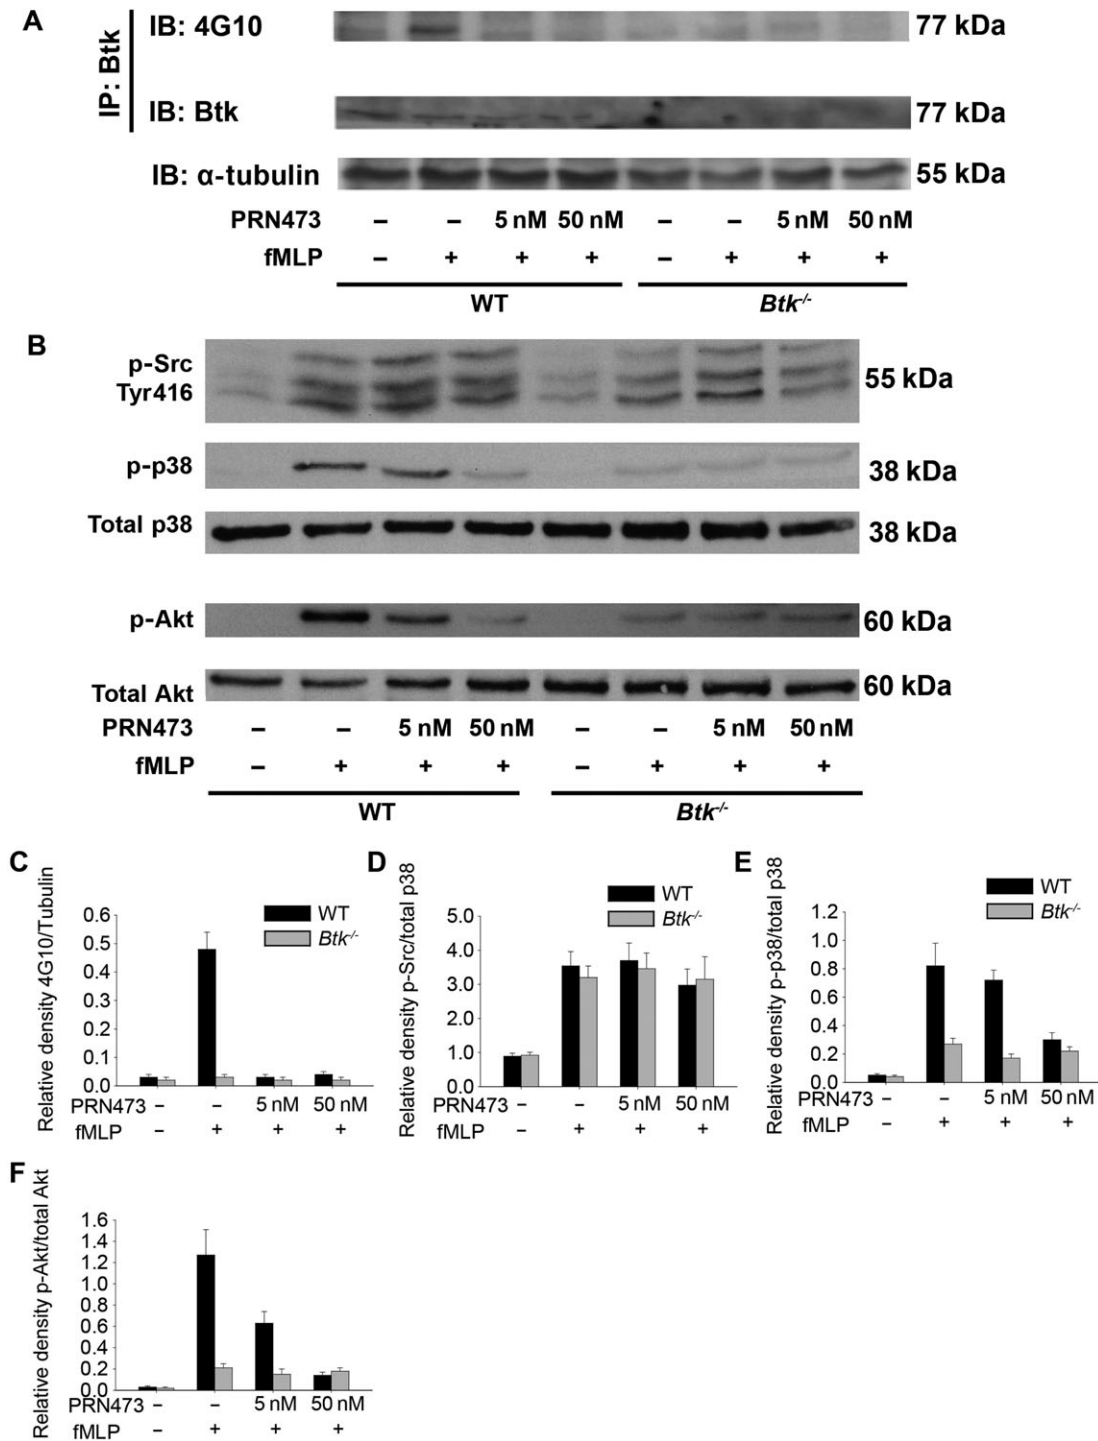 A
IP: Btk
IB: 4G10
77 kDa
IB: Btk
77 kDa
IB: α-tubulin
55 kDa
PRN473 – – 5 nM 50 nM – – 5 nM 50 nM
fMLP – + + + – + + +
WT Btk-/-
B
p-Src
Tyr416
55 kDa
p-p38
38 kDa
Total p38
38 kDa
p-Akt
60 kDa
Total Akt
60 kDa
PRN473 – – 5 nM 50 nM – – 5 nM 50 nM
fMLP – + + + – + + +
WT Btk-/-
C
Relative density 4G10/Tubulin
WT
Btk-/-
0.6
0.5
0.4
0.3
0.2
0.1
0.0
PRN473 – – 5 nM 50 nM
fMLP – + + +
D
Relative density p-Src/total p38
WT
Btk-/-
5.0
4.0
3.0
2.0
1.0
0.0
PRN473 – – 5 nM 50 nM
fMLP – + + +
E
Relative density p-p38/total p38
WT
Btk-/-
1.2
1.0
0.8
0.6
0.4
0.2
0.0
PRN473 – – 5 nM 50 nM
fMLP – + + +
F
Relative density p-Akt/total Akt
1.6
1.4
1.2
1.0
0.8
0.6
0.4
0.2
0.0
PRN473 – – 5 nM 50 nM
fMLP – + + +